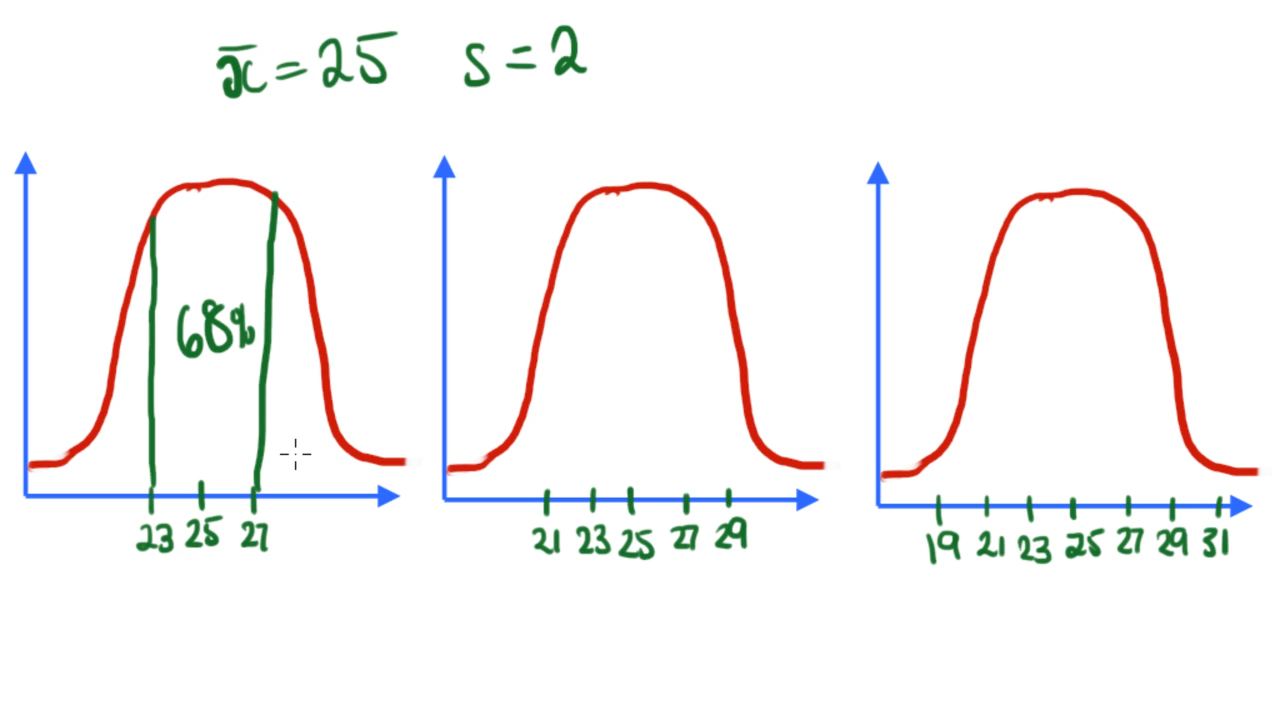 x̄ = 25 s = 2
68%
23 25 27
21 23 25 27 29
19 21 23 25 27 29 31